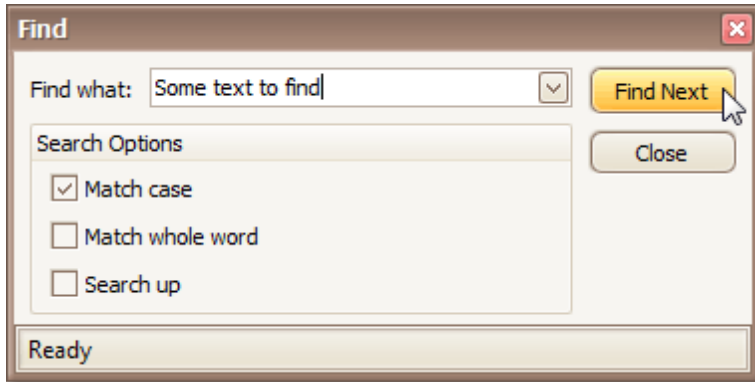 Find
Find what: Some text to find
Find Next
Search Options
Close
Match case
Match whole word
Search up
Ready